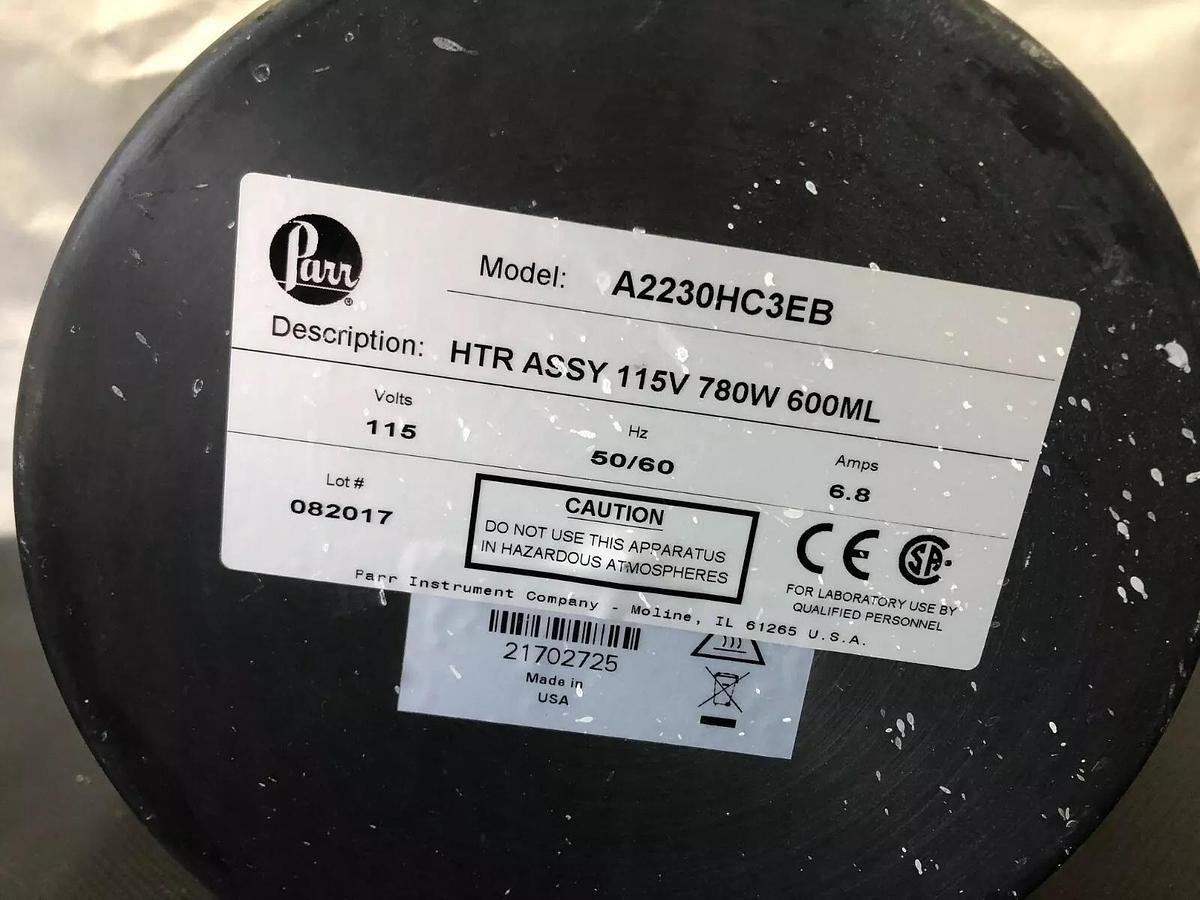 Parr ®
Model: A2230HC3EB
Description: HTR ASSY 115V 780W 600ML
Volts Hz Amps
115 50/60 6.8
Lot #
082017
CAUTION
DO NOT USE THIS APPARATUS
IN HAZARDOUS ATMOSPHERES
CE SA
FOR LABORATORY USE BY
QUALIFIED PERSONNEL
Parr Instrument Company - Moline, IL 61265 U.S.A.
21702725
Made in
USA